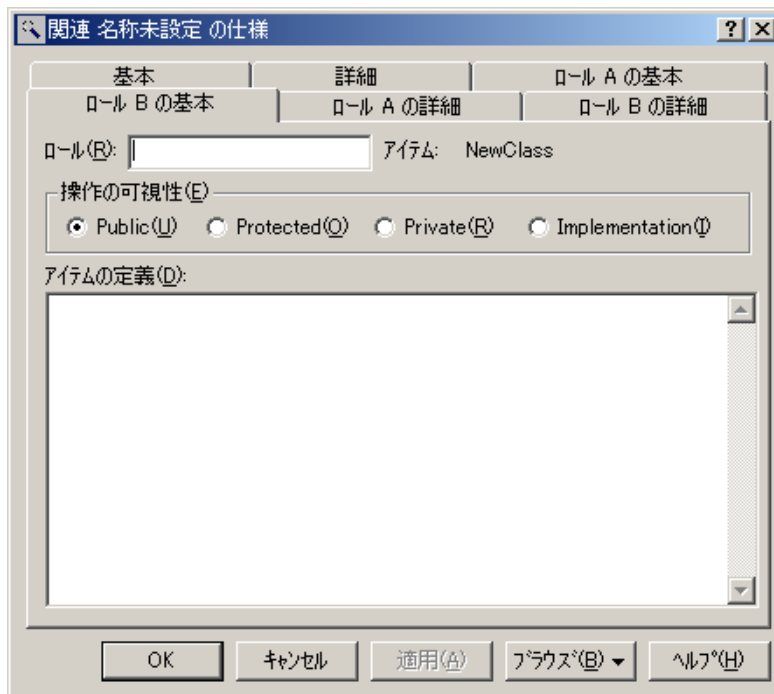 関連 名称未設定 の仕様
基本 詳細 ロール A の基本
ロール B の基本 ロール A の詳細 ロール B の詳細
ロール(R): アイテム: NewClass
操作の可視性(E)
Public(U) Protected(O) Private(R) Implementation(I)
アイテムの定義(D):
OK キャンセル 適用(A) ブラウズ(B) ヘルプ(H)